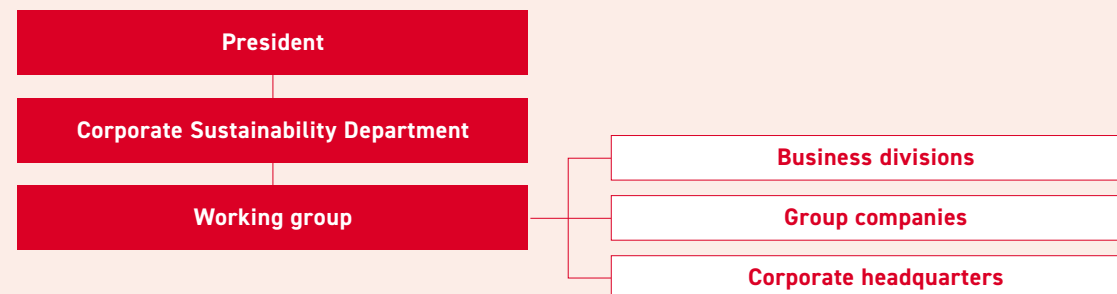 President
Corporate Sustainability Department
Working group
Business divisions
Group companies
Corporate headquarters